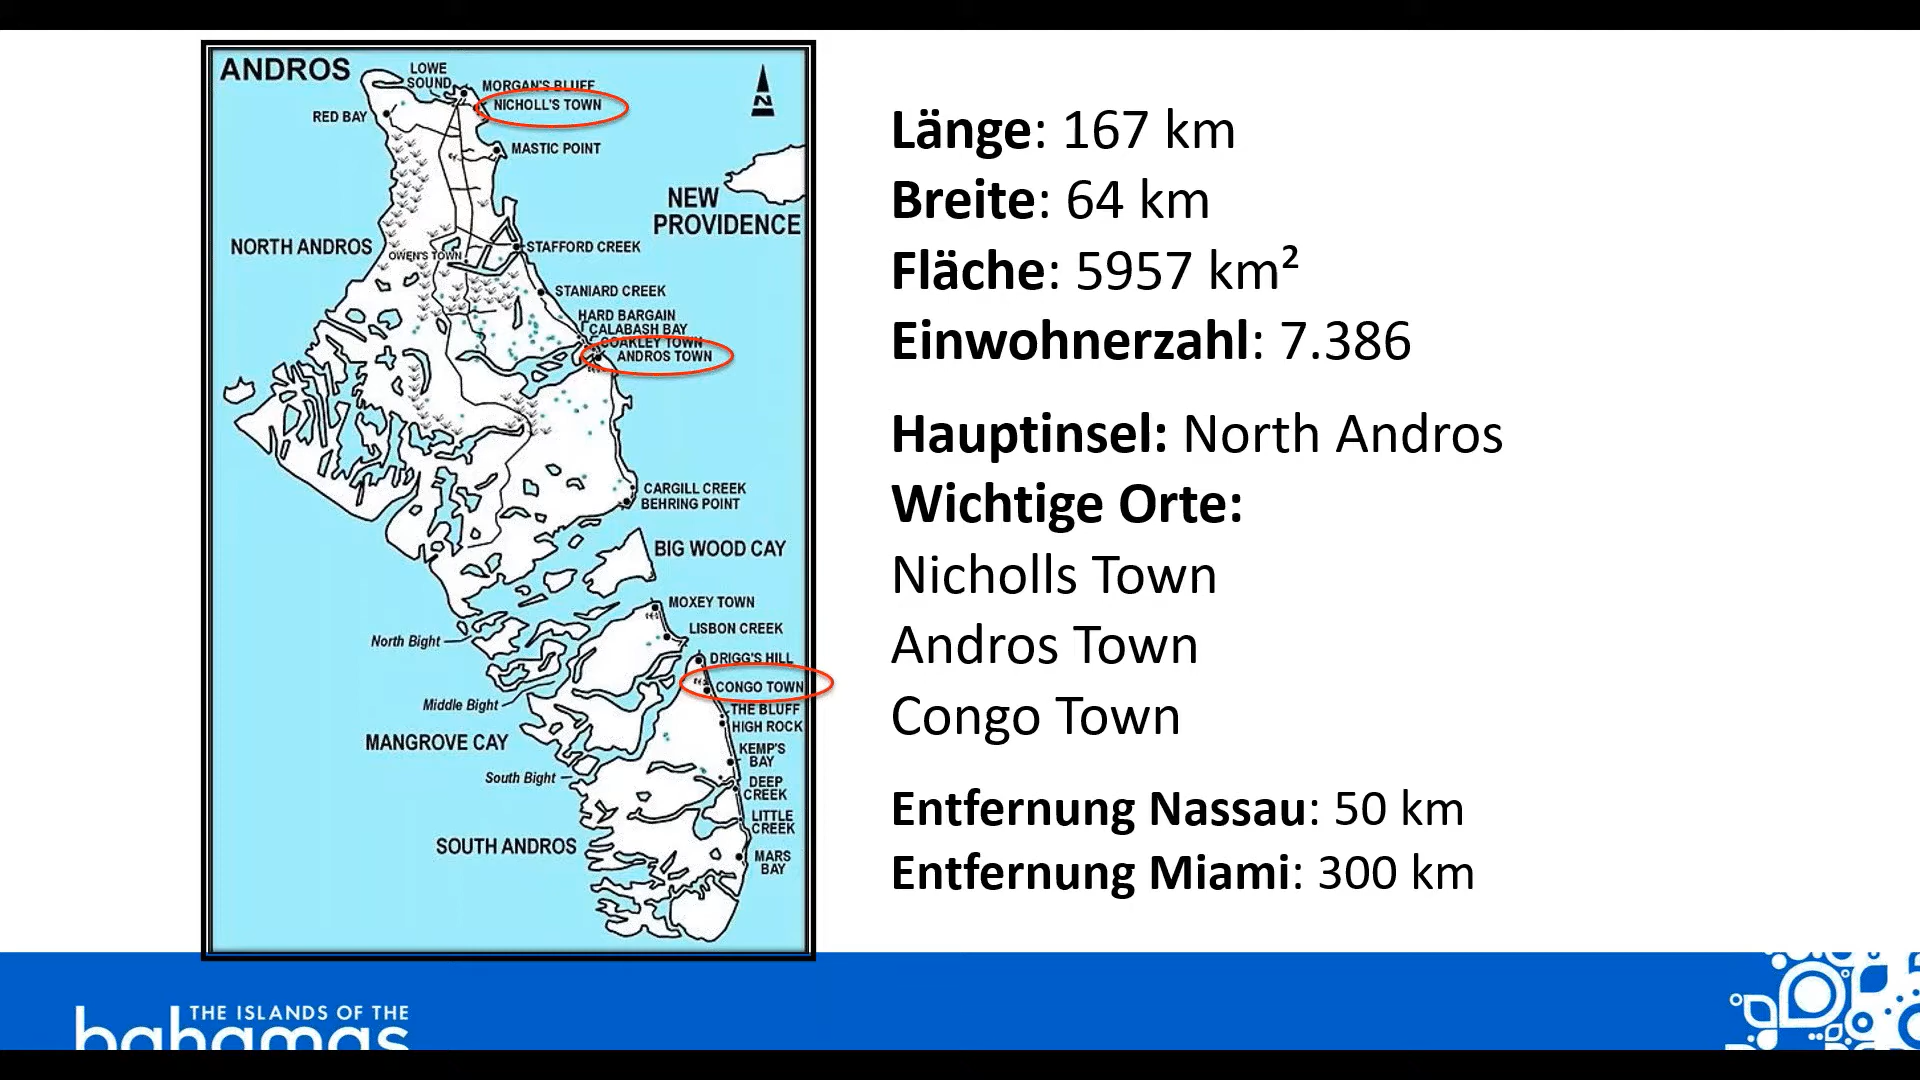 ANDROS
LOWE
SOUND
MORGAN'S BLUFF
NICHOLL'S TOWN
RED BAY
MASTIC POINT
NEW
PROVIDENCE
N
NORTH ANDROS
STAFFORD CREEK
OWEN'S TOWN
STANIARD CREEK
HARD BARGAIN
CALABASH BAY
COAKLEY TOWN
ANDROS TOWN
CARGILL CREEK
BEHRING POINT
BIG WOOD CAY
MOXEY TOWN
LISBON CREEK
North Bight
DRIGG'S HILL
CONGO TOWN
Middle Bight
THE BLUFF
HIGH ROCK
MANGROVE CAY
KEMP'S
BAY
South Bight
DEEP
CREEK
LITTLE
CREEK
SOUTH ANDROS
MARS
BAY
Länge: 167 km
Breite: 64 km
Fläche: 5957 km²
Einwohnerzahl: 7.386
Hauptinsel: North Andros
Wichtige Orte:
Nicholls Town
Andros Town
Congo Town
Entfernung Nassau: 50 km
Entfernung Miami: 300 km
THE ISLANDS OF THE
bahamas